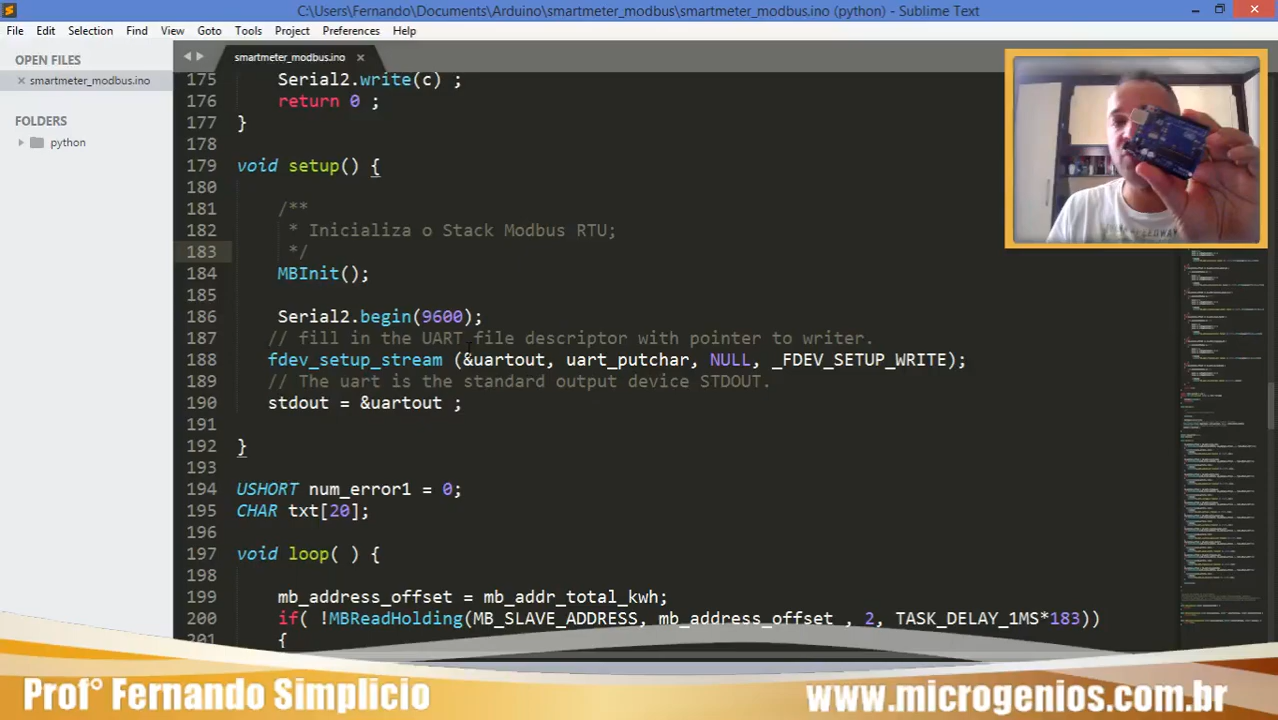 C:\Users\Fernando\Documents\Arduino\smartmeter_modbus\smartmeter_modbus.ino (python) - Sublime Text
File Edit Selection Find View Goto Tools Project Preferences Help
OPEN FILES
smartmeter_modbus.ino
FOLDERS
python
smartmeter_modbus.ino
175 Serial2.write(c) ;
176 return 0 ;
177 }
178
179 void setup() {
180
181 /**
182 * Inicializa o Stack Modbus RTU;
183 */
184 MBInit();
185
186 Serial2.begin(9600);
187 // fill in the UART file descriptor with pointer to writer.
188 fdev_setup_stream (&uartout, uart_putchar, NULL, _FDEV_SETUP_WRITE);
189 // The uart is the standard output device STDOUT.
190 stdout = &uartout ;
191
192 }
193
194 USHORT num_error1 = 0;
195 CHAR txt[20];
196
197 void loop( ) {
198
199 mb_address_offset = mb_addr_total_kwh;
200 if( !MBReadHolding(MB_SLAVE_ADDRESS, mb_address_offset , 2, TASK_DELAY_1MS*183))
201 {
Prof° Fernando Simplicio
www.microgenios.com.br